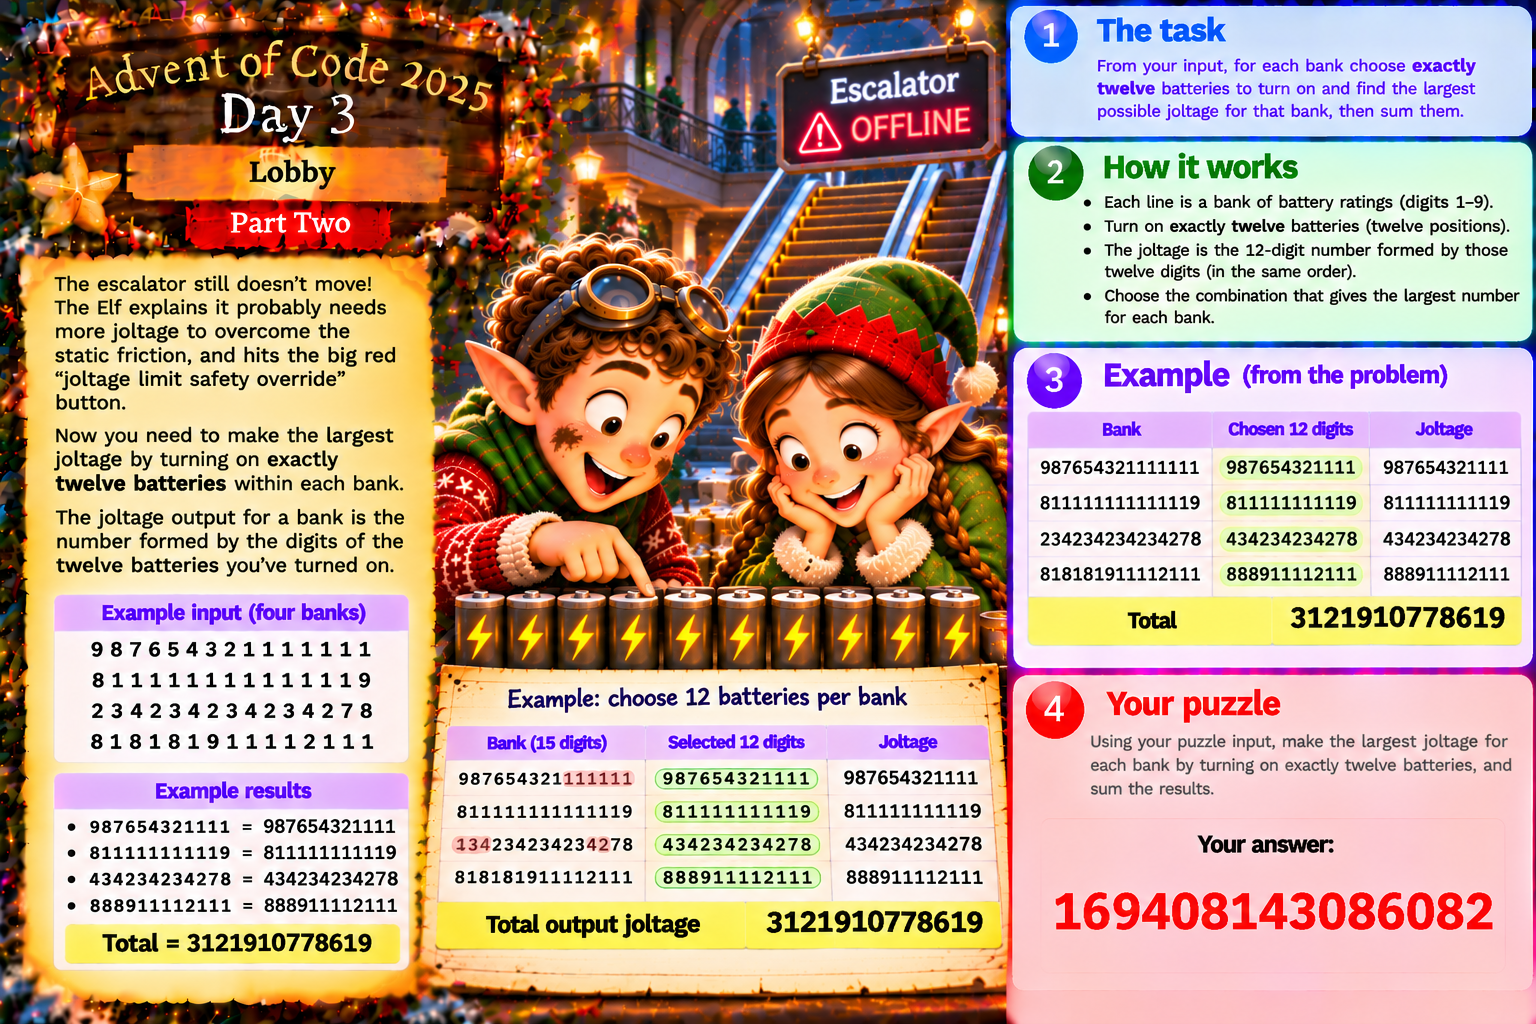 Advent of Code 2025
Day 3
Lobby
Part Two
The escalator still doesn't move!
The Elf explains it probably needs
more joltage to overcome the
static friction, and hits the big red
“joltage limit safety override”
button.
Now you need to make the largest
joltage by turning on exactly
twelve batteries within each bank.
The joltage output for a bank is the
number formed by the digits of the
twelve batteries you've turned on.
Example input (four banks)
9 8 7 6 5 4 3 2 1 1 1 1 1 1 1
8 1 1 1 1 1 1 1 1 1 1 1 1 1 9
2 3 4 2 3 4 2 3 4 2 3 4 2 7 8
8 1 8 1 8 1 9 1 1 1 1 2 1 1 1
Example results
• 987654321111 = 987654321111
• 811111111119 = 811111111119
• 434234234278 = 434234234278
• 888911112111 = 888911112111
Total = 3121910778619
Escalator
OFFLINE
Example: choose 12 batteries per bank
Bank (15 digits) Selected 12 digits Joltage
987654321111111 987654321111 987654321111
811111111111119 811111111119 811111111119
134234234234278 434234234278 434234234278
818181911112111 888911112111 888911112111
Total output joltage 3121910778619
1 The task
From your input, for each bank choose exactly
twelve batteries to turn on and find the largest
possible joltage for that bank, then sum them.
2 How it works
• Each line is a bank of battery ratings (digits 1–9).
• Turn on exactly twelve batteries (twelve positions).
• The joltage is the 12-digit number formed by those
twelve digits (in the same order).
• Choose the combination that gives the largest number
for each bank.
3 Example (from the problem)
Bank Chosen 12 digits Joltage
987654321111111 987654321111 987654321111
811111111111119 811111111119 811111111119
234234234234278 434234234278 434234234278
818181911112111 888911112111 888911112111
Total 3121910778619
4 Your puzzle
Using your puzzle input, make the largest joltage for
each bank by turning on exactly twelve batteries, and
sum the results.
Your answer:
169408143086082